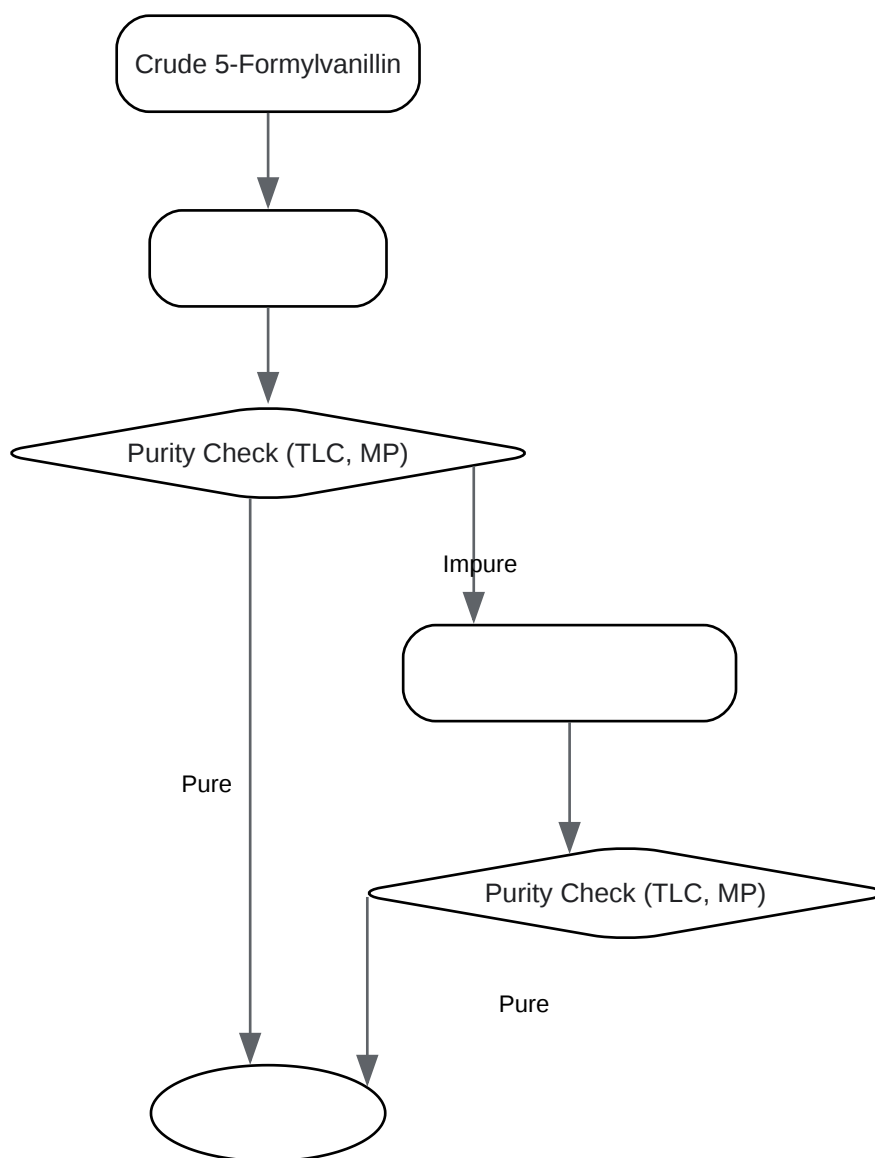 Crude 5-Formylvanillin
Purity Check (TLC, MP)
Impure
Pure
Purity Check (TLC, MP)
Pure